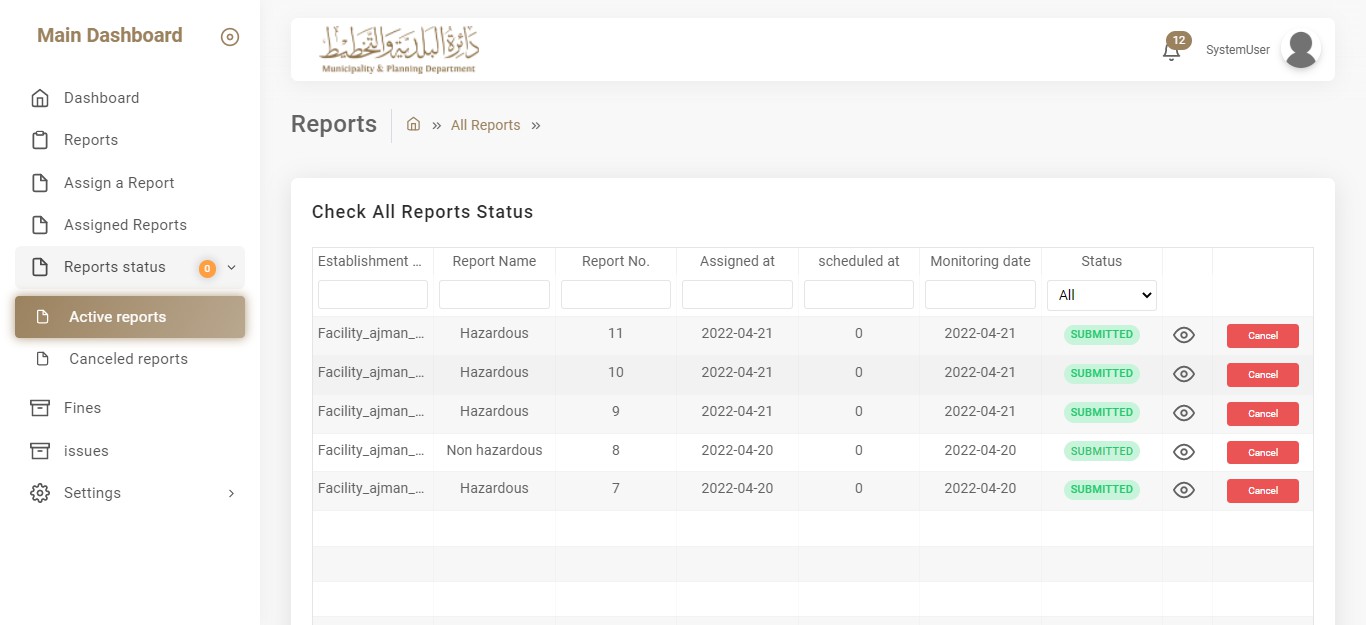 Main Dashboard
Dashboard
Reports
Assign a Report
Assigned Reports
Reports status 0
Active reports
Canceled reports
Fines
issues
Settings
دائرة البلدية والتخطيط
Municipality & Planning Department
12
SystemUser
Reports » All Reports »
Check All Reports Status
Establishment ... Report Name Report No. Assigned at scheduled at Monitoring date Status
All
Facility_ajman_... Hazardous 11 2022-04-21 0 2022-04-21 SUBMITTED Cancel
Facility_ajman_... Hazardous 10 2022-04-21 0 2022-04-21 SUBMITTED Cancel
Facility_ajman_... Hazardous 9 2022-04-21 0 2022-04-21 SUBMITTED Cancel
Facility_ajman_... Non hazardous 8 2022-04-20 0 2022-04-20 SUBMITTED Cancel
Facility_ajman_... Hazardous 7 2022-04-20 0 2022-04-20 SUBMITTED Cancel